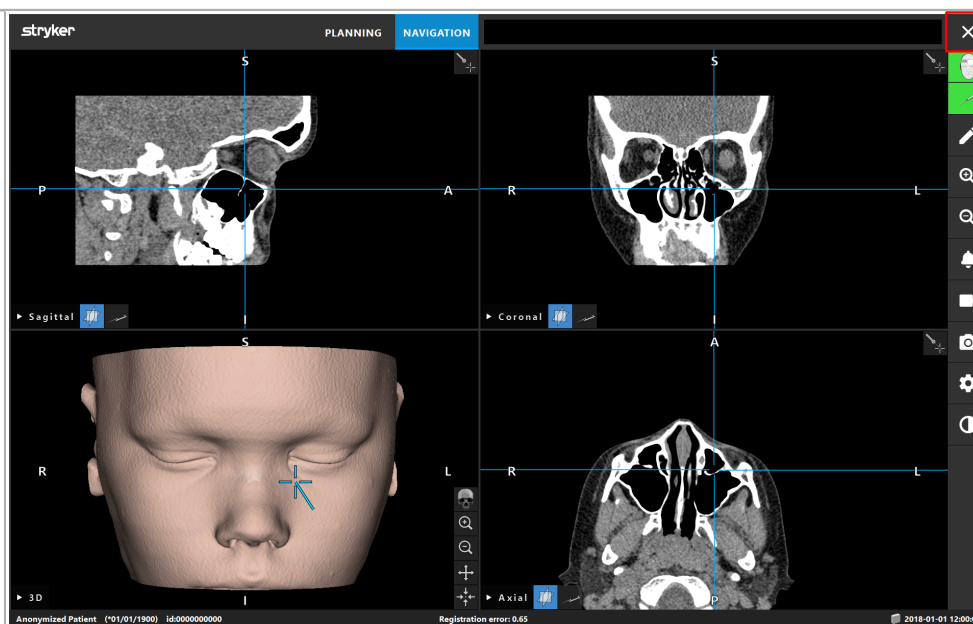 stryker
PLANNING
NAVIGATION
S
P
A
I
Sagittal
S
R
L
I
Coronal
S
R
L
I
3D
A
R
L
P
Axial
Anonymized Patient (*01/01/1900) id:0000000000
Registration error: 0.65
2018-01-01 12:00: